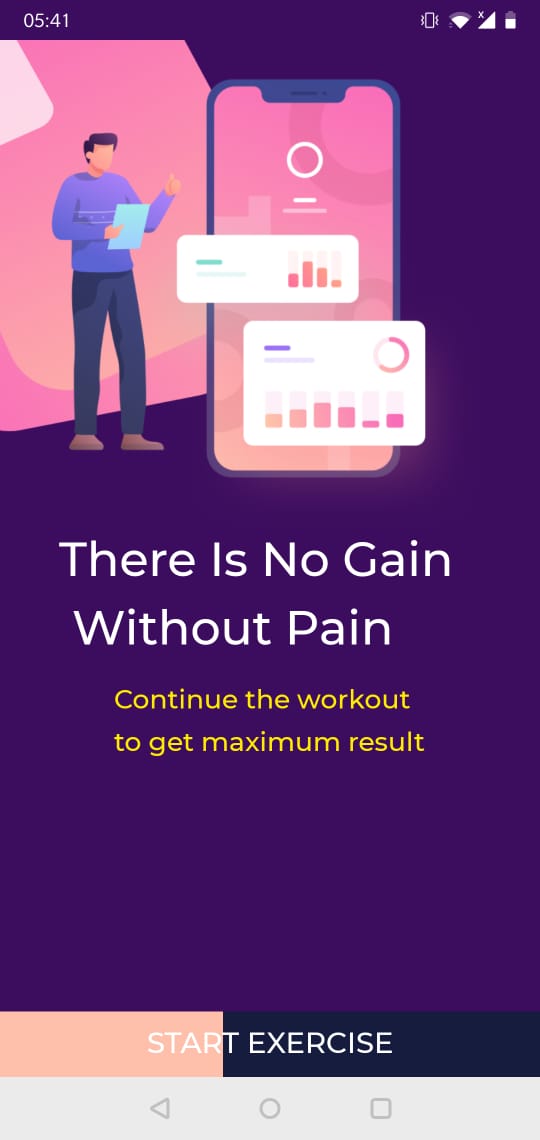 05:41
There Is No Gain
Without Pain
Continue the workout
to get maximum result
START EXERCISE